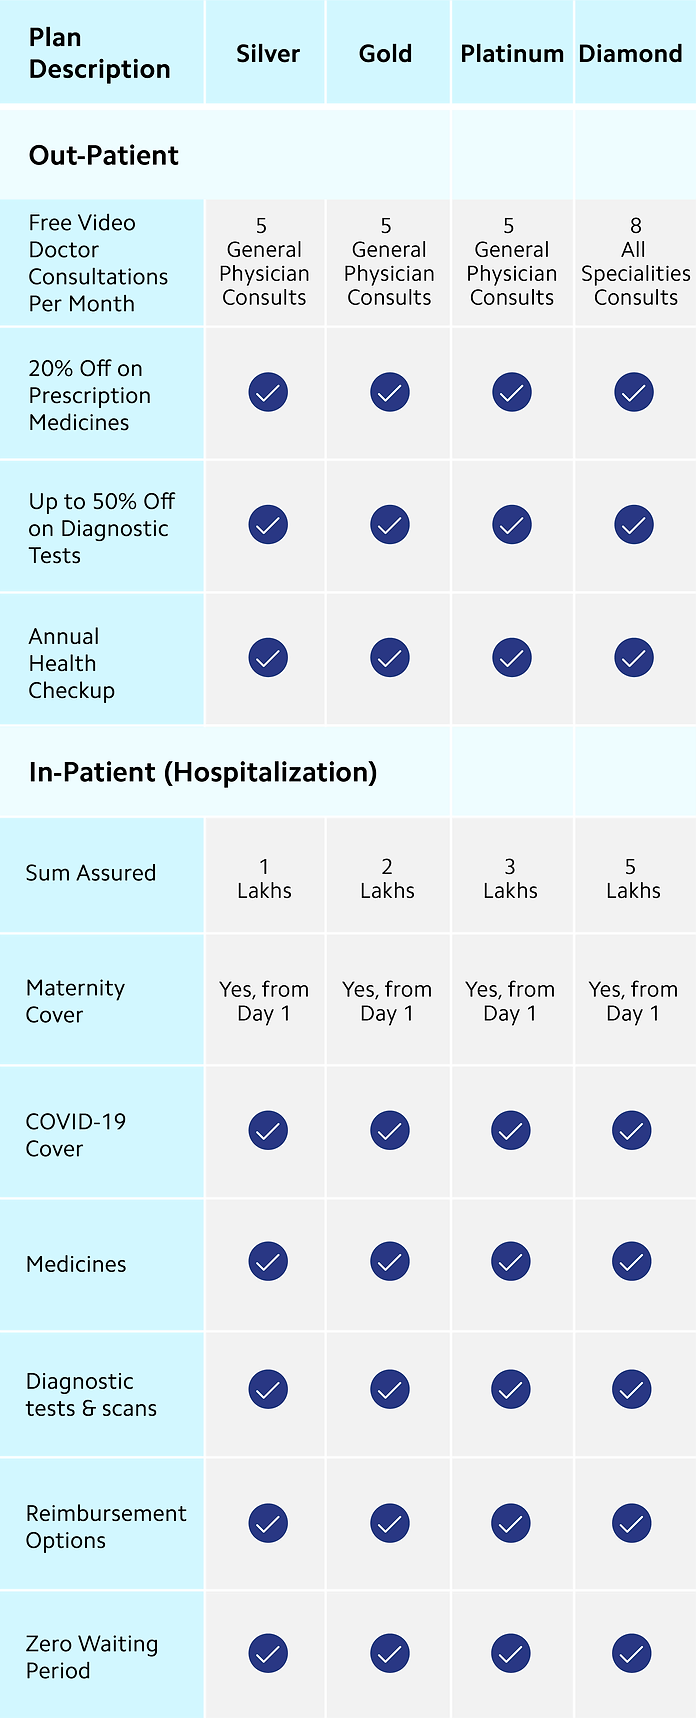 Plan
Description
Silver
Gold
Platinum
Diamond
Out-Patient
Free Video
Doctor
Consultations
Per Month
5
General
Physician
Consults
5
General
Physician
Consults
5
General
Physician
Consults
8
All
Specialities
Consults
20% Off on
Prescription
Medicines
Up to 50% Off
on Diagnostic
Tests
Annual
Health
Checkup
In-Patient (Hospitalization)
Sum Assured
1
Lakhs
2
Lakhs
3
Lakhs
5
Lakhs
Maternity
Cover
Yes, from
Day 1
Yes, from
Day 1
Yes, from
Day 1
Yes, from
Day 1
COVID-19
Cover
Medicines
Diagnostic
tests & scans
Reimbursement
Options
Zero Waiting
Period